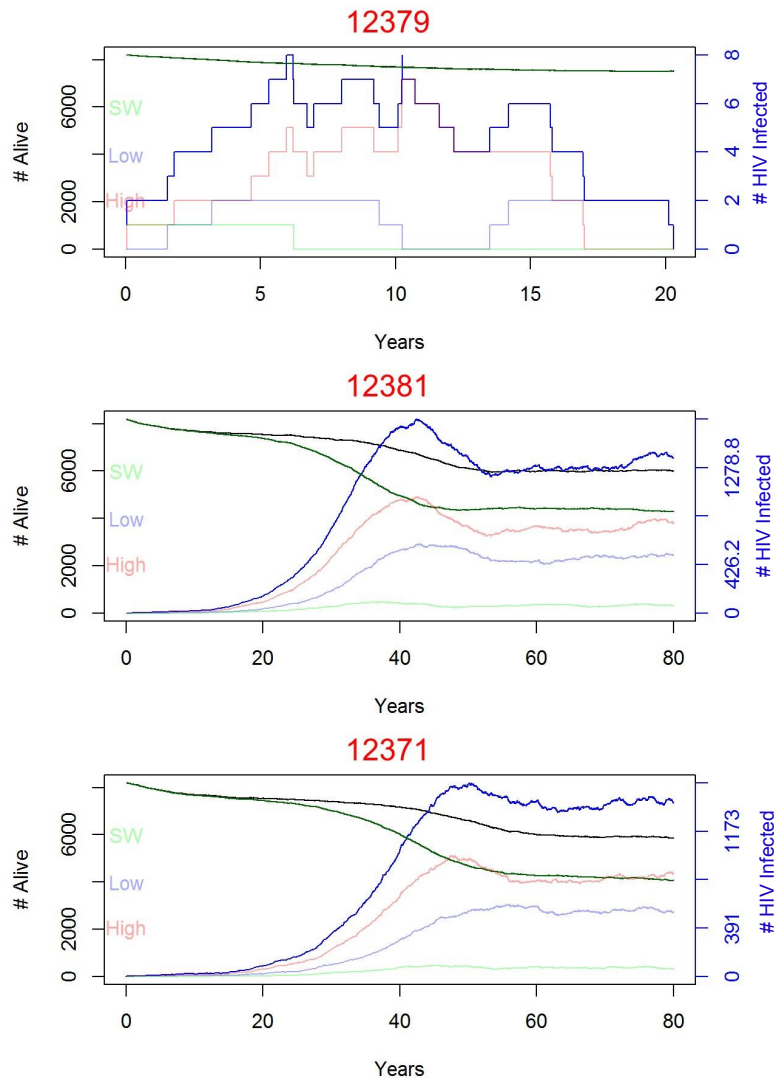 12379
# Alive
6000
2000
0
SW
Low
High
8
6
4
2
0
# HIV Infected
0 5 10 15 20
Years
12381
# Alive
6000
2000
0
SW
Low
High
1278.8
426.2
0
# HIV Infected
0 20 40 60 80
Years
12371
# Alive
6000
2000
0
SW
Low
High
1173
391
0
# HIV Infected
0 20 40 60 80
Years